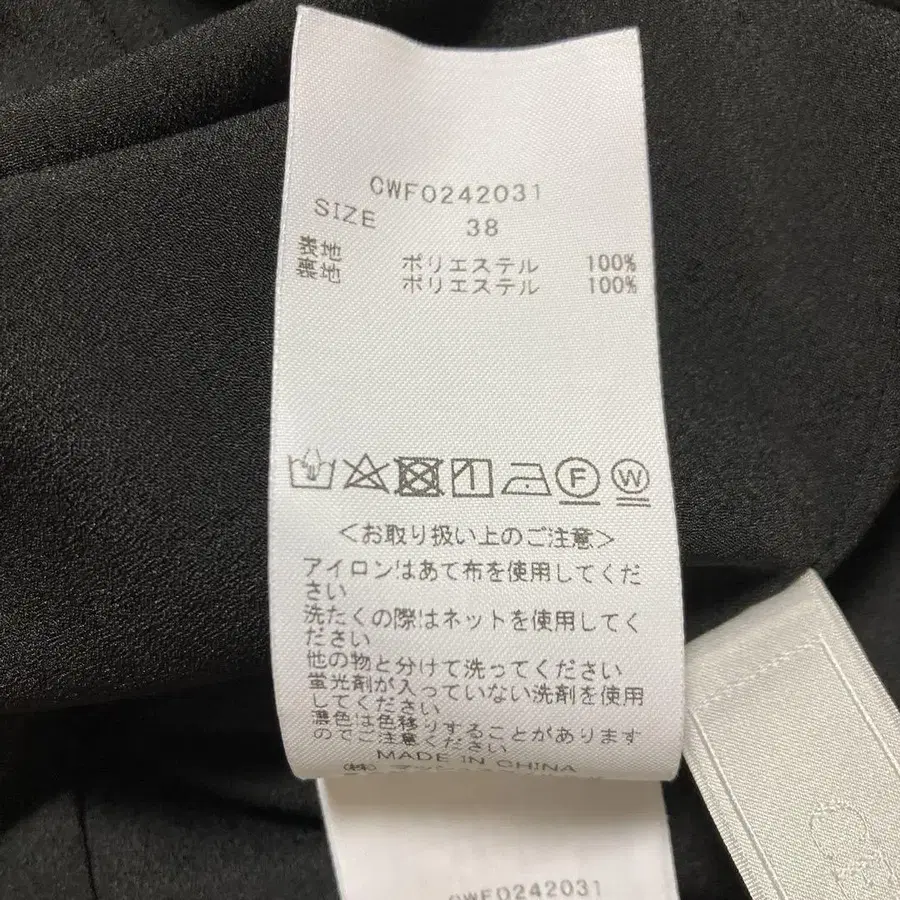 CWF0242031
SIZE 38
表地 ポリエステル 100%
裏地 ポリエステル 100%
F W
<お取り扱い上のご注意>
アイロンはあて布を使用してくだ
さい
洗たくの際はネットを使用してく
ださい
他の物と分けて洗ってください
蛍光剤が入っていない洗剤を使用
してください
濃色は色移りすることがあります
のでご注意ください
MADE IN CHINA
(株)
CWF0242031